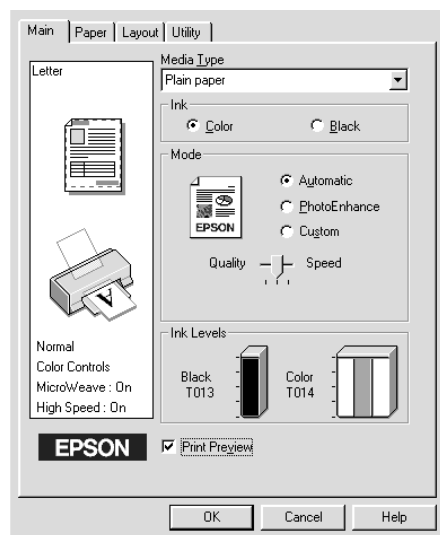 Main Paper Layout Utility
Letter
Media Type
Plain paper
Ink
Color Black
Mode
EPSON
Automatic
PhotoEnhance
Custom
Quality Speed
A
Normal
Color Controls
MicroWeave : On
High Speed : On
Ink Levels
Black
T013
Color
T014
EPSON
Print Preview
OK Cancel Help